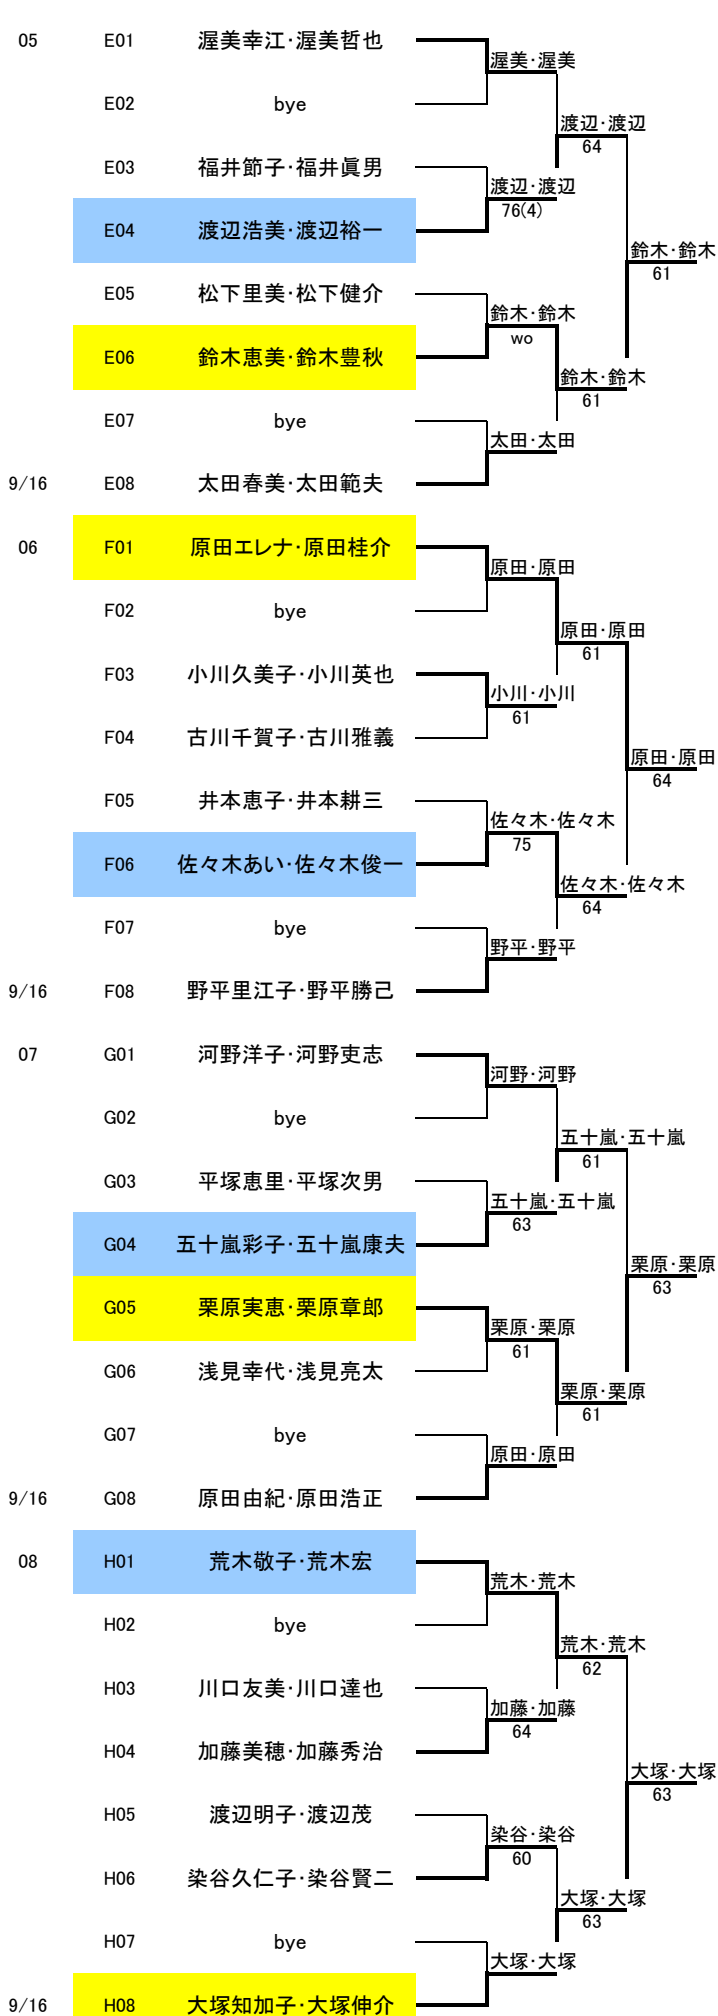 05 E01 渥美幸江・渥美哲也
渥美・渥美
E02 bye
渡辺・渡辺
64
E03 福井節子・福井眞男
渡辺・渡辺
76(4)
E04 渡辺浩美・渡辺裕一
鈴木・鈴木
61
E05 松下里美・松下健介
鈴木・鈴木
wo
E06 鈴木恵美・鈴木豊秋
鈴木・鈴木
61
E07 bye
太田・太田
9/16 E08 太田春美・太田範夫
06 F01 原田エレナ・原田桂介
原田・原田
F02 bye
原田・原田
61
F03 小川久美子・小川英也
小川・小川
61
F04 古川千賀子・古川雅義
原田・原田
64
F05 井本恵子・井本耕三
佐々木・佐々木
75
F06 佐々木あい・佐々木俊一
佐々木・佐々木
64
F07 bye
野平・野平
9/16 F08 野平里江子・野平勝己
07 G01 河野洋子・河野吏志
河野・河野
G02 bye
五十嵐・五十嵐
61
G03 平塚恵里・平塚次男
五十嵐・五十嵐
63
G04 五十嵐彩子・五十嵐康夫
栗原・栗原
63
G05 栗原実恵・栗原章郎
栗原・栗原
61
G06 浅見幸代・浅見亮太
栗原・栗原
61
G07 bye
原田・原田
9/16 G08 原田由紀・原田浩正
08 H01 荒木敬子・荒木宏
荒木・荒木
H02 bye
荒木・荒木
62
H03 川口友美・川口達也
加藤・加藤
64
H04 加藤美穂・加藤秀治
大塚・大塚
63
H05 渡辺明子・渡辺茂
染谷・染谷
60
H06 染谷久仁子・染谷賢二
大塚・大塚
63
H07 bye
大塚・大塚
9/16 H08 大塚知加子・大塚伸介